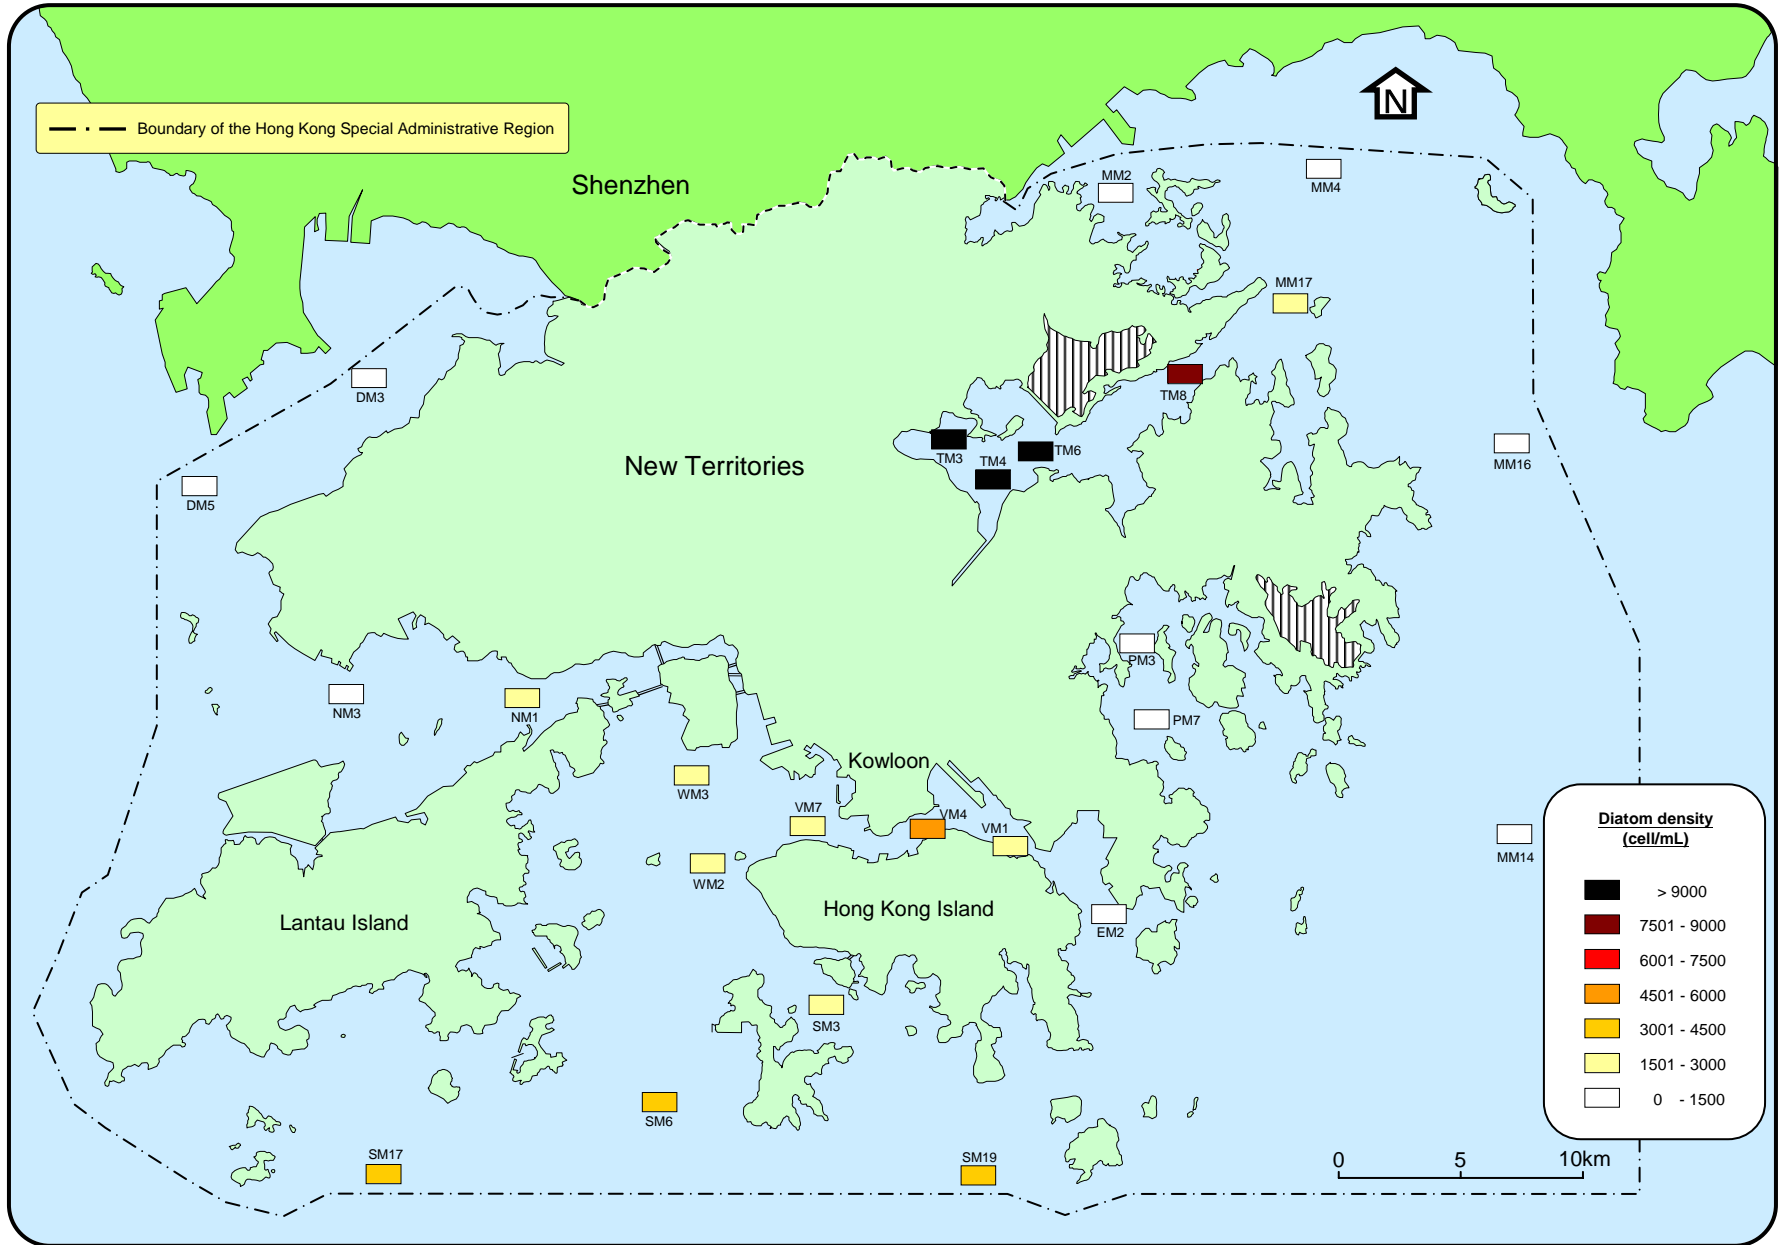 N
Boundary of the Hong Kong Special Administrative Region
Shenzhen
MM2
MM4
MM17
DM3
TM8
TM3
TM4
TM6
New Territories
MM16
DM5
PM3
NM3
NM1
PM7
Kowloon
WM3
VM7
VM4
VM1
MM14
WM2
Hong Kong Island
Lantau Island
EM2
SM3
SM6
SM17
SM19
Diatom density
(cell/mL)
> 9000
7501 - 9000
6001 - 7500
4501 - 6000
3001 - 4500
1501 - 3000
0 - 1500
0 5 10km